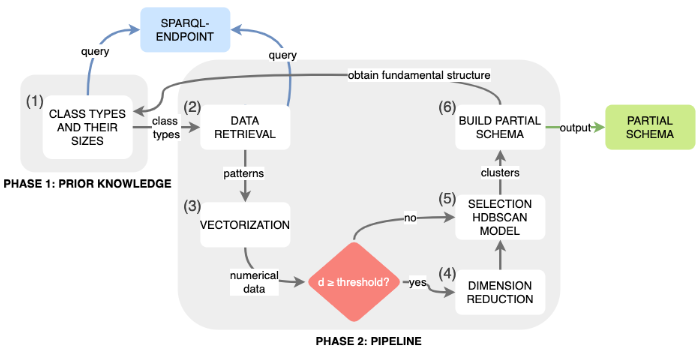 SPARQL-
ENDPOINT
query
query
obtain fundamental structure
(1)
CLASS TYPES
AND THEIR
SIZES
class
types
(2)
DATA
RETRIEVAL
(6)
BUILD PARTIAL
SCHEMA
output
PARTIAL
SCHEMA
PHASE 1: PRIOR KNOWLEDGE
patterns
clusters
(3)
VECTORIZATION
(5)
SELECTION
HDBSCAN
MODEL
no
numerical
data
d ≥ threshold?
yes
(4)
DIMENSION
REDUCTION
PHASE 2: PIPELINE